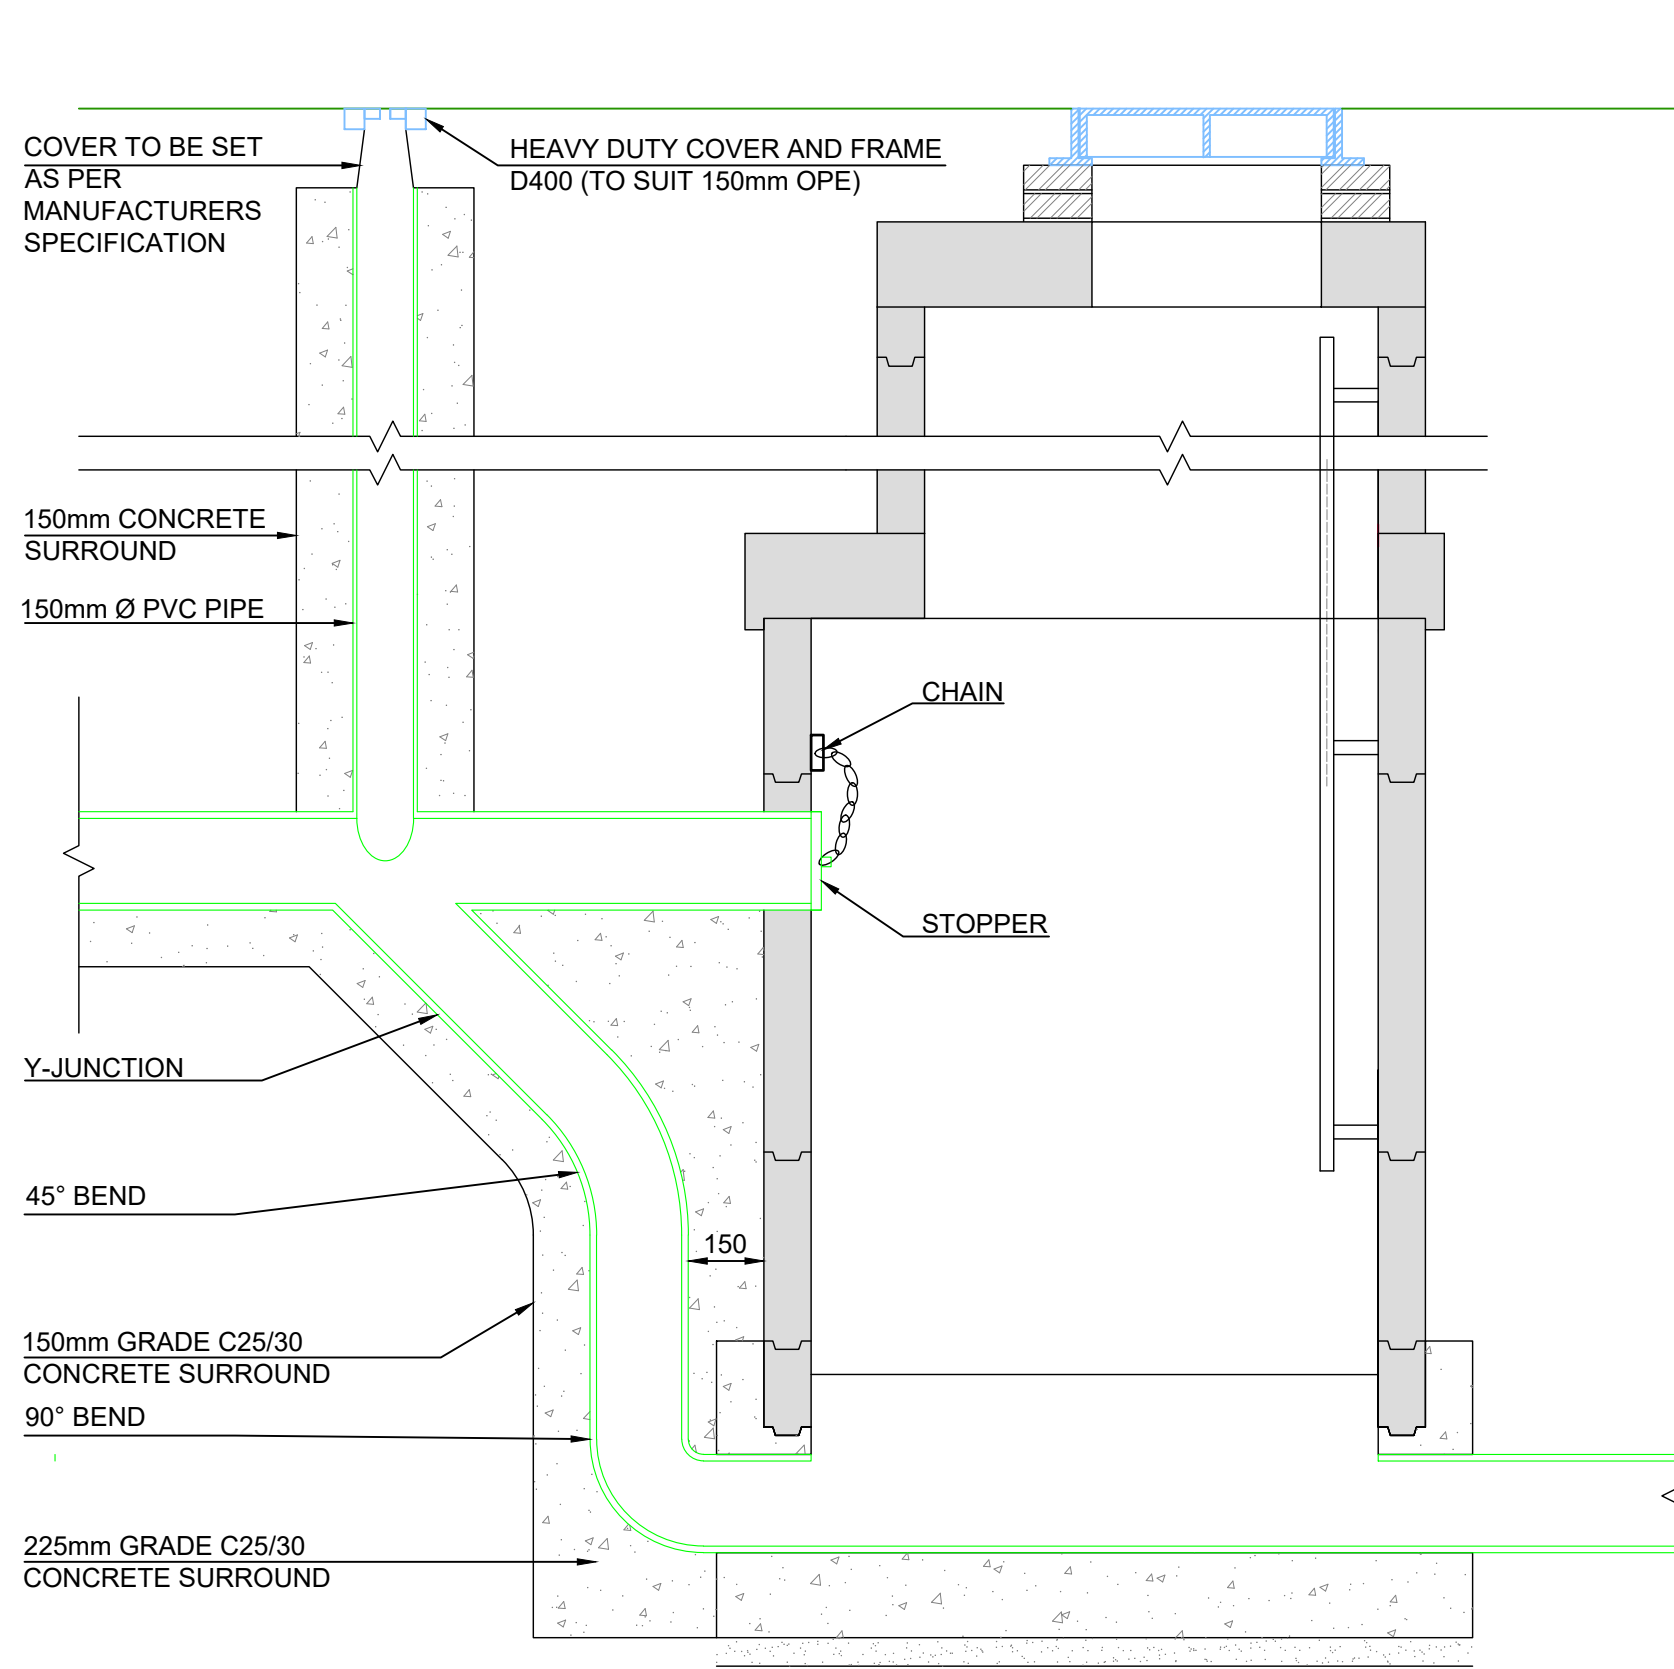 COVER TO BE SET
AS PER
MANUFACTURERS
SPECIFICATION
HEAVY DUTY COVER AND FRAME
D400 (TO SUIT 150mm OPE)
150mm CONCRETE
SURROUND
150mm Ø PVC PIPE
CHAIN
STOPPER
Y-JUNCTION
45° BEND
150
150mm GRADE C25/30
CONCRETE SURROUND
90° BEND
225mm GRADE C25/30
CONCRETE SURROUND